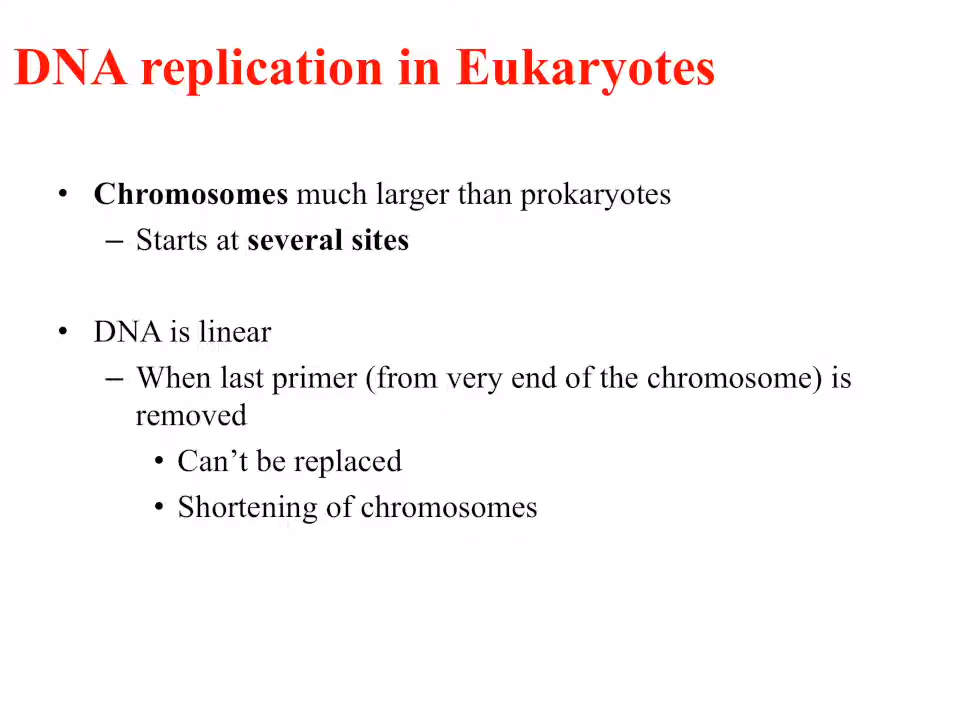 DNA replication in Eukaryotes
• Chromosomes much larger than prokaryotes
– Starts at several sites
• DNA is linear
– When last primer (from very end of the chromosome) is
removed
• Can’t be replaced
• Shortening of chromosomes